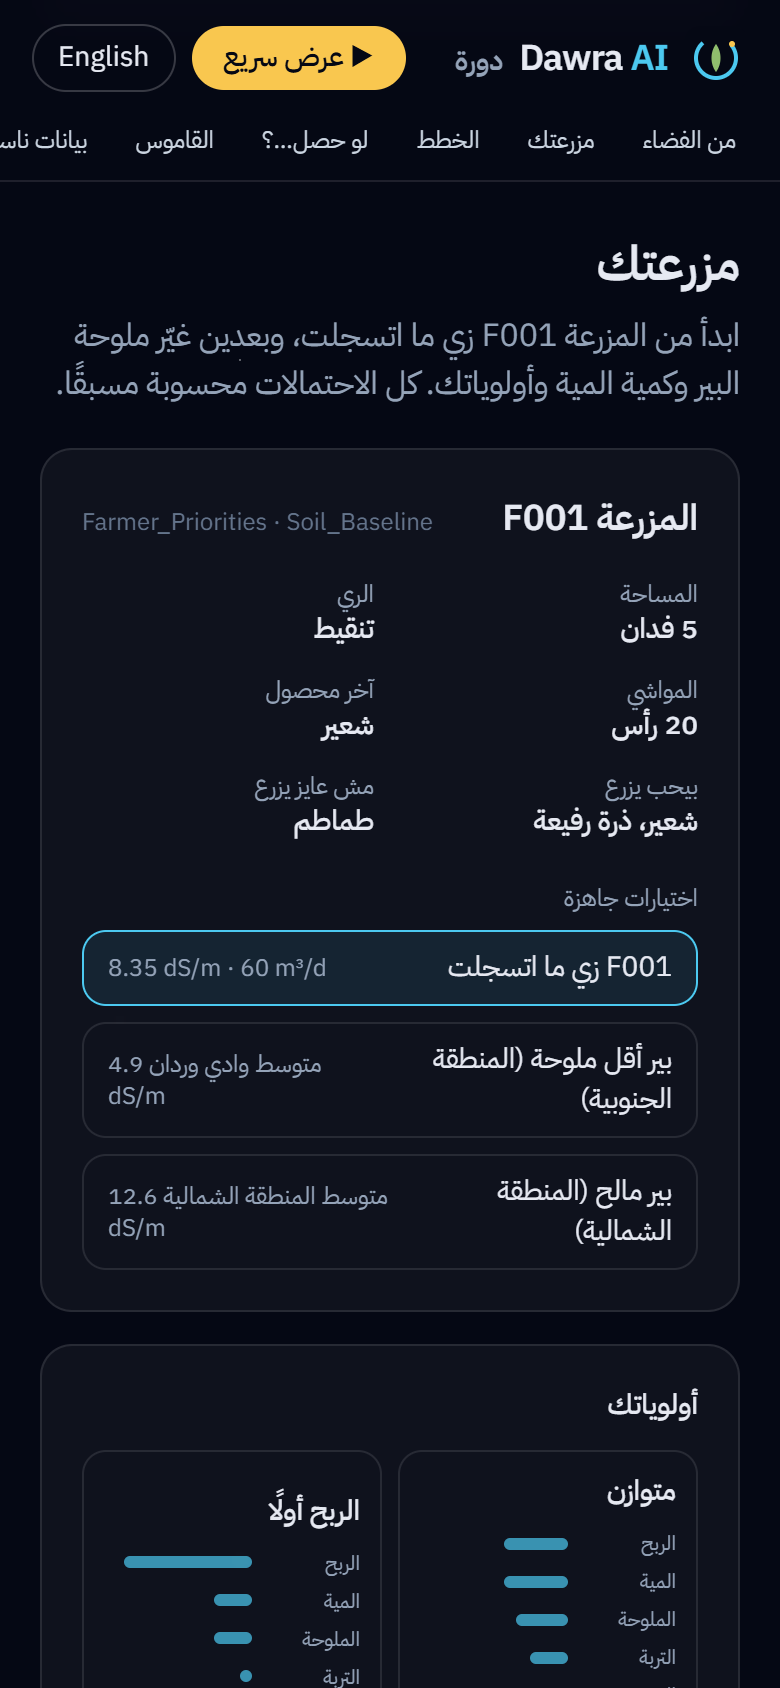 Dawra AI دورة
▶ عرض سريع
English
من الفضاء
مزرعتك
الخطط
لو حصل...؟
القاموس
بيانات ناس
مزرعتك
ابدأ من المزرعة F001 زي ما اتسجلت، وبعدين غيّر ملوحة
البير وكمية المية وأولوياتك. كل الاحتمالات محسوبة مسبقًا.
المزرعة F001
Farmer_Priorities · Soil_Baseline
المساحة
5 فدان
الري
تنقيط
المواشي
20 رأس
آخر محصول
شعير
بيحب يزرع
شعير، ذرة رفيعة
مش عايز يزرع
طماطم
اختيارات جاهزة
F001 زي ما اتسجلت
8.35 dS/m · 60 m³/d
بير أقل ملوحة (المنطقة
الجنوبية)
متوسط وادي وردان 4.9
dS/m
بير مالح (المنطقة
الشمالية)
متوسط المنطقة الشمالية 12.6
dS/m
أولوياتك
متوازن
الربح
المية
الملوحة
التربة
الربح أولًا
الربح
المية
الملوحة
التربة